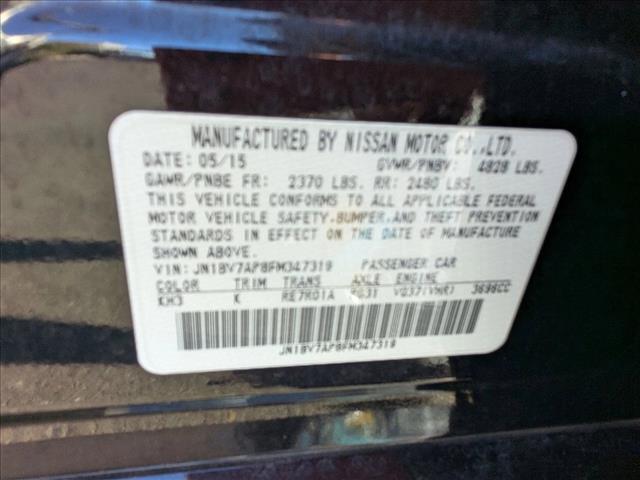 MANUFACTURED BY NISSAN MOTOR CO.,LTD.
DATE: 05/15 GVWR/PNBV: 4828 LBS.
GAWR/PNBE FR: 2370 LBS. RR: 2480 LBS.
THIS VEHICLE CONFORMS TO ALL APPLICABLE FEDERAL
MOTOR VEHICLE SAFETY,BUMPER,AND THEFT PREVENTION
STANDARDS IN EFFECT ON THE DATE OF MANUFACTURE
SHOWN ABOVE.
VIN: JN1BV7AP8FM347319 PASSENGER CAR
COLOR TRIM TRANS AXLE ENGINE
KH3 K RE7R01A RG31 VQ37(VHR) 3696CC
JN1BV7AP8FM347319